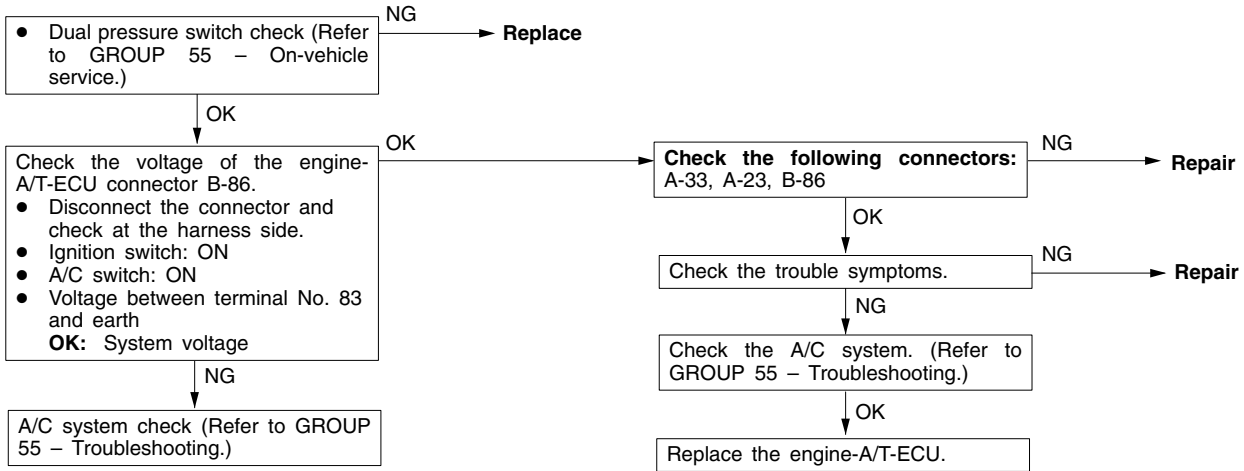 ● Dual pressure switch check (Refer
to GROUP 55 – On-vehicle
service.)
NG
Replace
OK
Check the voltage of the engine-
A/T-ECU connector B-86.
● Disconnect the connector and
check at the harness side.
● Ignition switch: ON
● A/C switch: ON
● Voltage between terminal No. 83
and earth
OK: System voltage
OK
NG
A/C system check (Refer to GROUP
55 – Troubleshooting.)
Check the following connectors:
A-33, A-23, B-86
NG
Repair
OK
Check the trouble symptoms.
NG
Repair
NG
Check the A/C system. (Refer to
GROUP 55 – Troubleshooting.)
OK
Replace the engine-A/T-ECU.